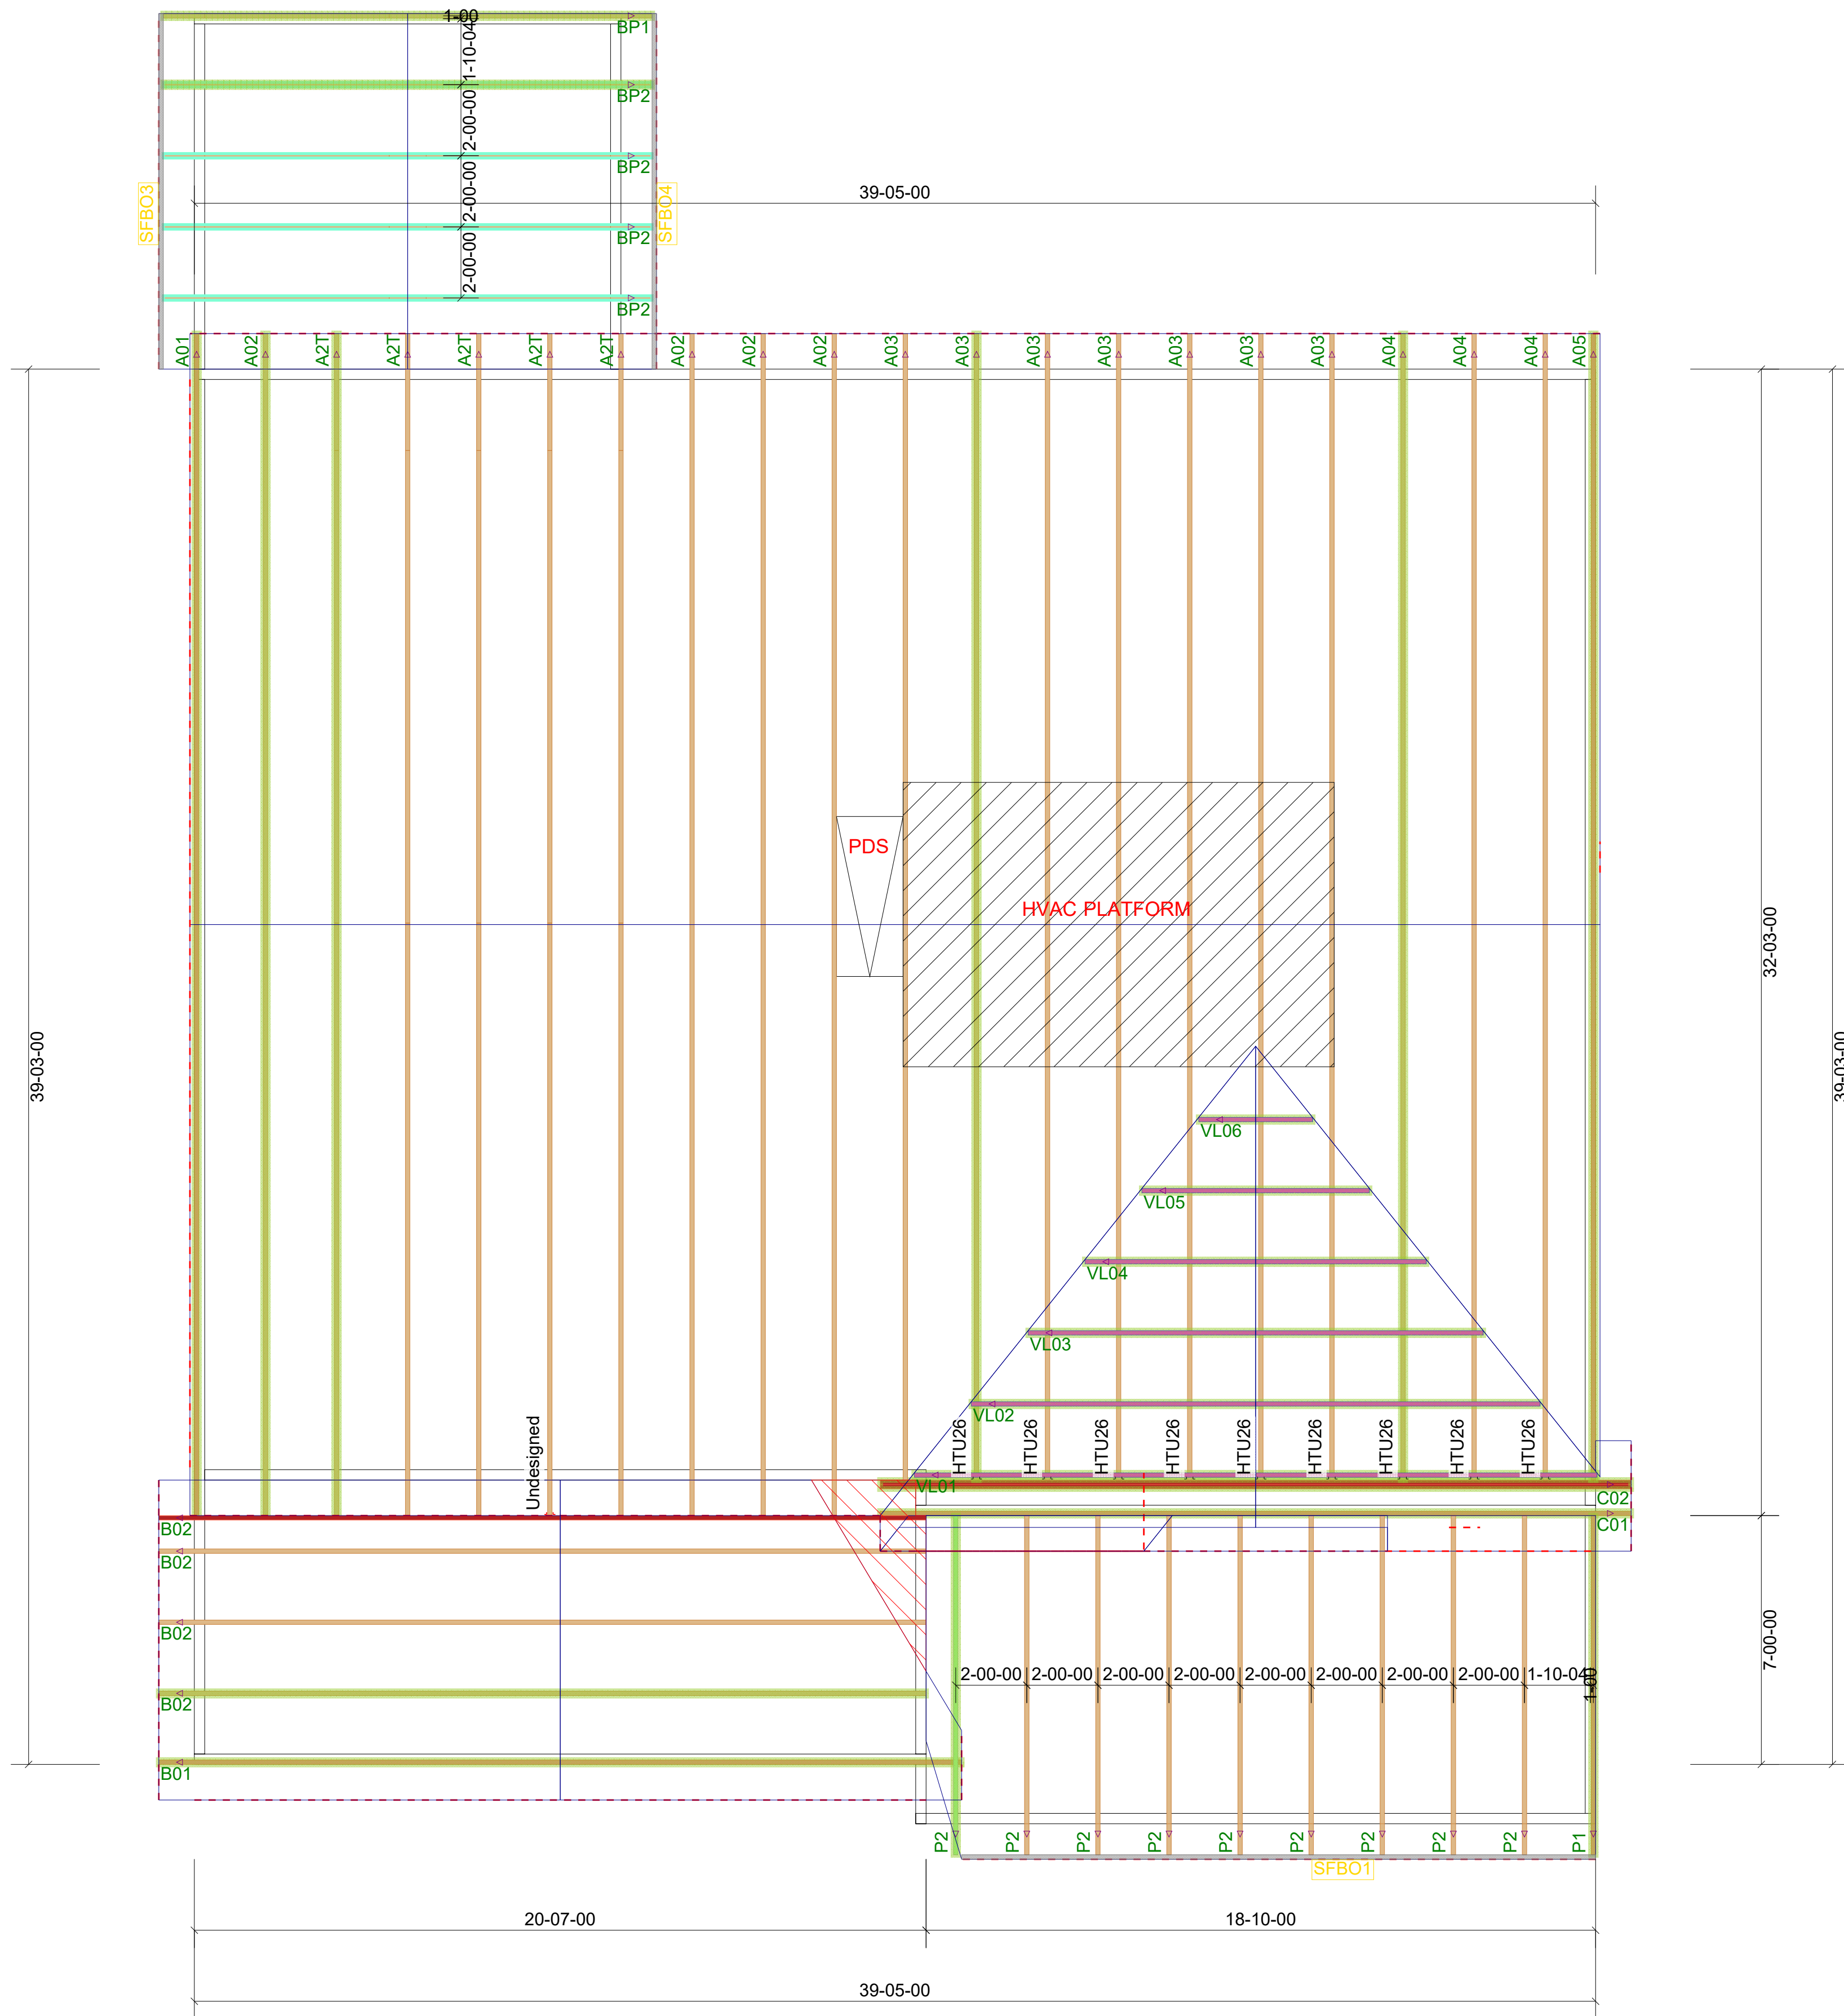 1-00
BP1
1-10-04
BP2
2-00-00
BP2
2-00-00
SFBO3
SFBO4
39-05-00
BP2
2-00-00
BP2
A01
A02
A2T
A2T
A2T
A2T
A2T
A02
A02
A02
A03
A03
A03
A03
A03
A03
A03
A04
A04
A04
A05
PDS
HVAC PLATFORM
32-03-00
39-03-00
39-03-00
VL06
VL05
VL04
VL03
VL02
Undesigned
HTU26
HTU26
HTU26
HTU26
HTU26
HTU26
HTU26
HTU26
HTU26
VL01
C02
C01
B02
B02
B02
B02
B01
7-00-00
2-00-00
2-00-00
2-00-00
2-00-00
2-00-00
2-00-00
2-00-00
2-00-00
1-10-04
1-00
P2
P2
P2
P2
P2
P2
P2
P2
P2
P1
SFBO1
20-07-00
18-10-00
39-05-00